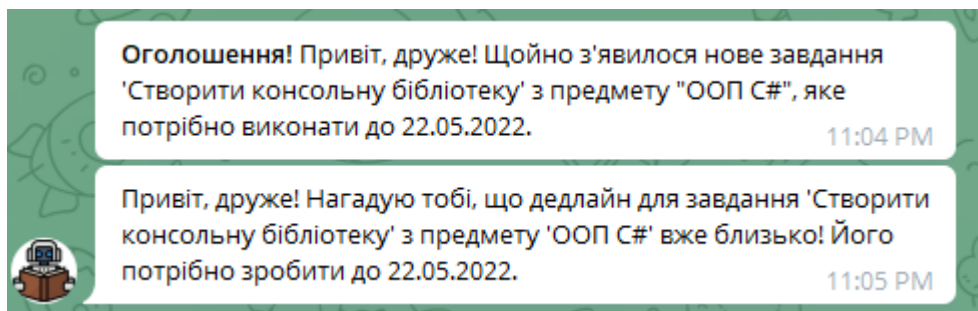 Оголошення! Привіт, друже! Щойно з'явилося нове завдання
'Створити консольну бібліотеку' з предмету "ООП C#", яке
потрібно виконати до 22.05.2022.
11:04 PM
Привіт, друже! Нагадую тобі, що дедлайн для завдання 'Створити
консольну бібліотеку' з предмету 'ООП C#' вже близько! Його
потрібно зробити до 22.05.2022.
11:05 PM